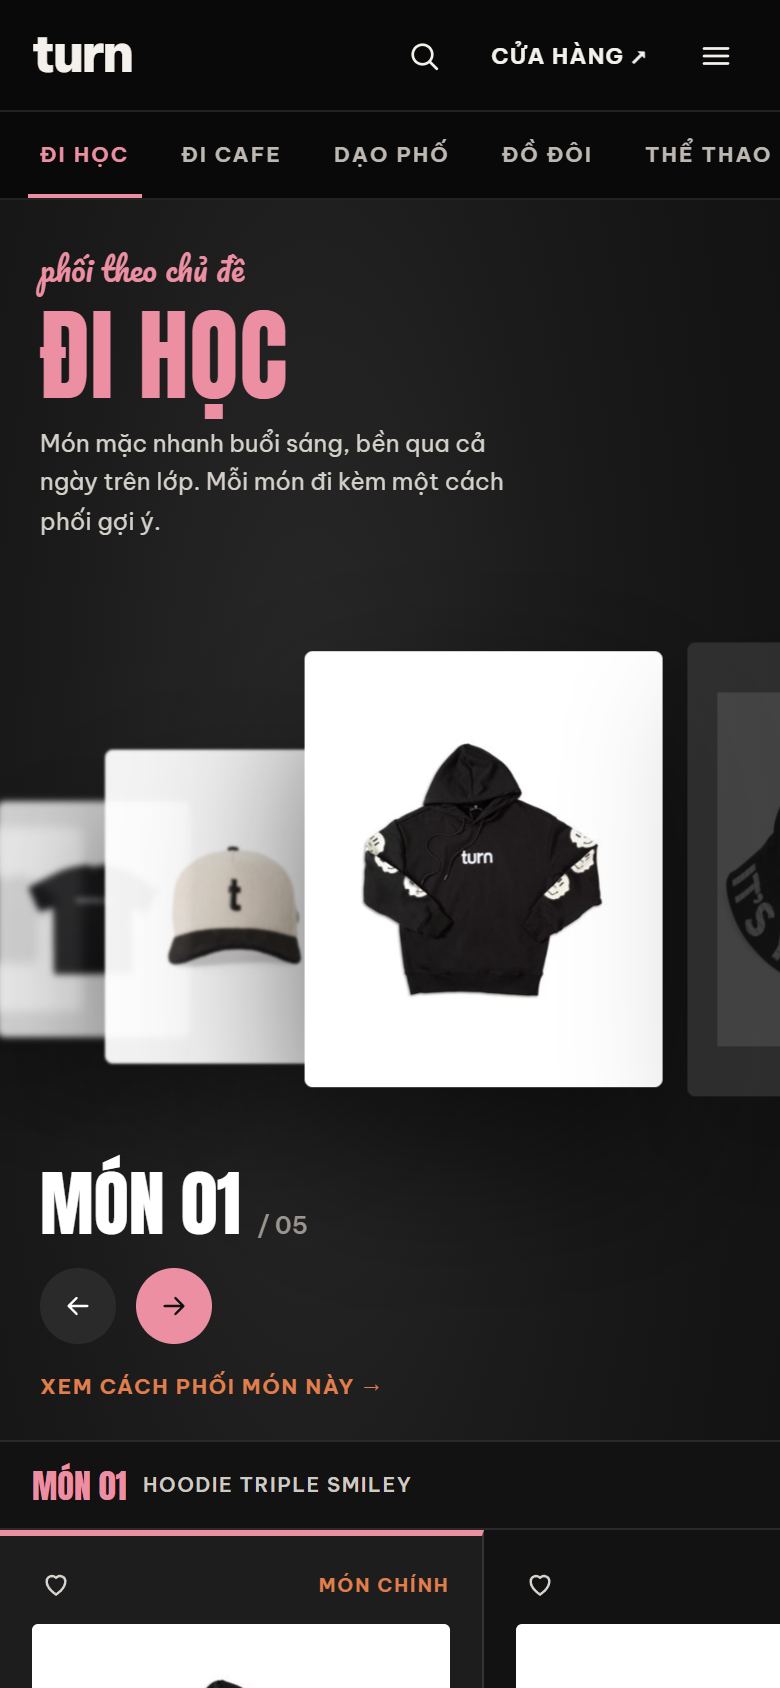 turn
CỬA HÀNG ↗
ĐI HỌC
ĐI CAFE
DẠO PHỐ
ĐỒ ĐÔI
THỂ THAO
phối theo chủ đề
ĐI HỌC
Món mặc nhanh buổi sáng, bền qua cả
ngày trên lớp. Mỗi món đi kèm một cách
phối gợi ý.
t
turn
IT'S
MÓN 01 / 05
XEM CÁCH PHỐI MÓN NÀY →
MÓN 01 HOODIE TRIPLE SMILEY
MÓN CHÍNH